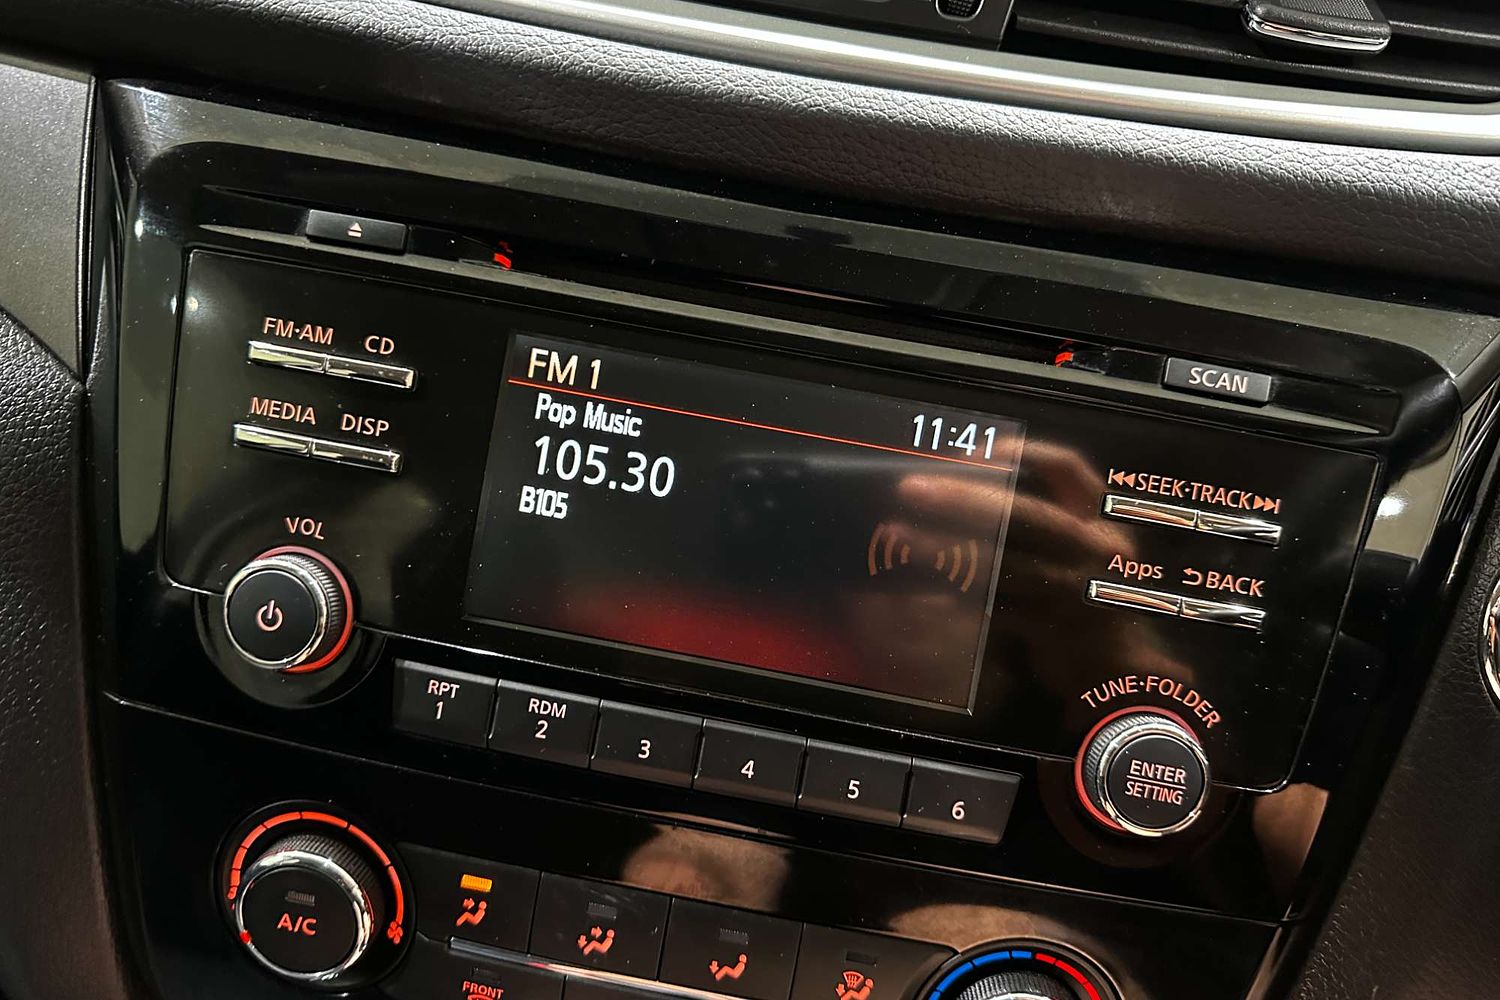 SCAN
FM·AM CD
MEDIA DISP
VOL
FM 1
11:41
Pop Music
105.30
B105
SEEK·TRACK
Apps BACK
TUNE·FOLDER
ENTER
SETTING
RPT
1
RDM
2
3
4
5
6
A/C
FRONT